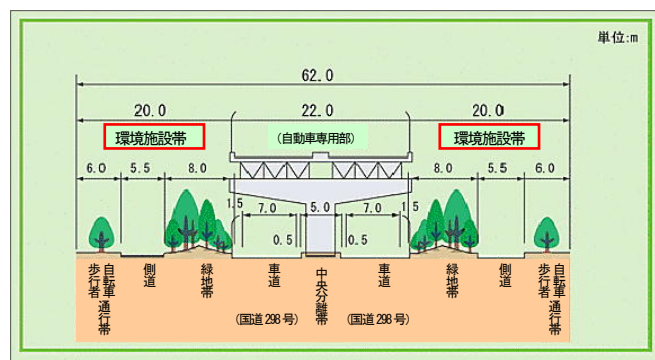 単位:m
62.0
20.0
22.0
20.0
環境施設帯
(自動車専用部)
環境施設帯
6.0
5.5
8.0
8.0
5.5
6.0
1.5
7.0
5.0
7.0
1.5
0.5
0.5
自転車
歩行者
通行帯
側道
緑地帯
車道
中央分離帯
車道
緑地帯
側道
自転車
歩行者
通行帯
(国道298号)
(国道298号)